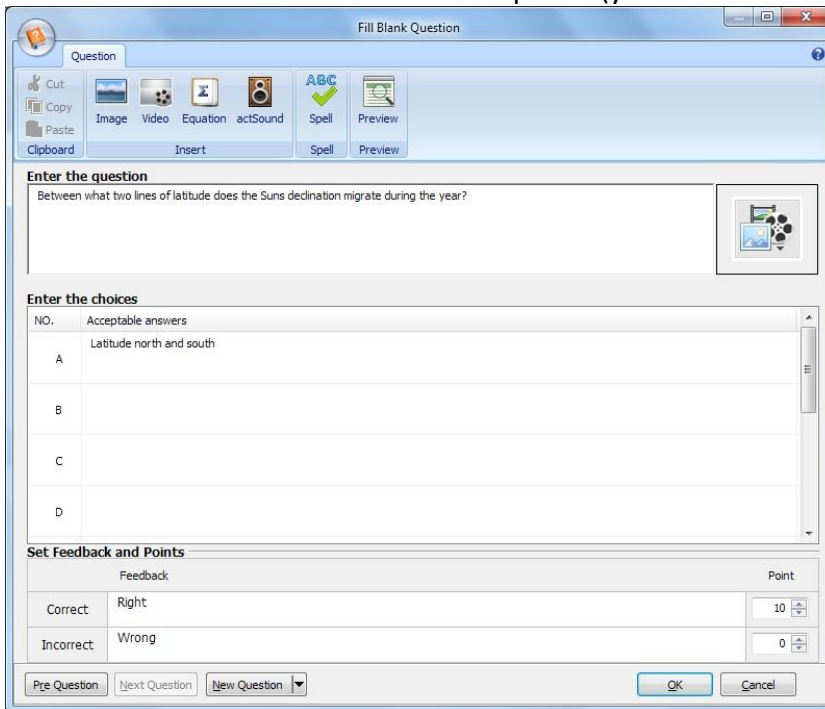 Fill Blank Question
Question
Cut
Copy
Paste
Clipboard
Image Video Equation actSound
Insert
ABC
Spell
Spell
Preview
Preview
Enter the question
Between what two lines of latitude does the Suns declination migrate during the year?
Enter the choices
NO. Acceptable answers
A Latitude north and south
B
C
D
Set Feedback and Points
Feedback Point
Correct Right 10
Incorrect Wrong 0
Pre Question Next Question New Question OK Cancel